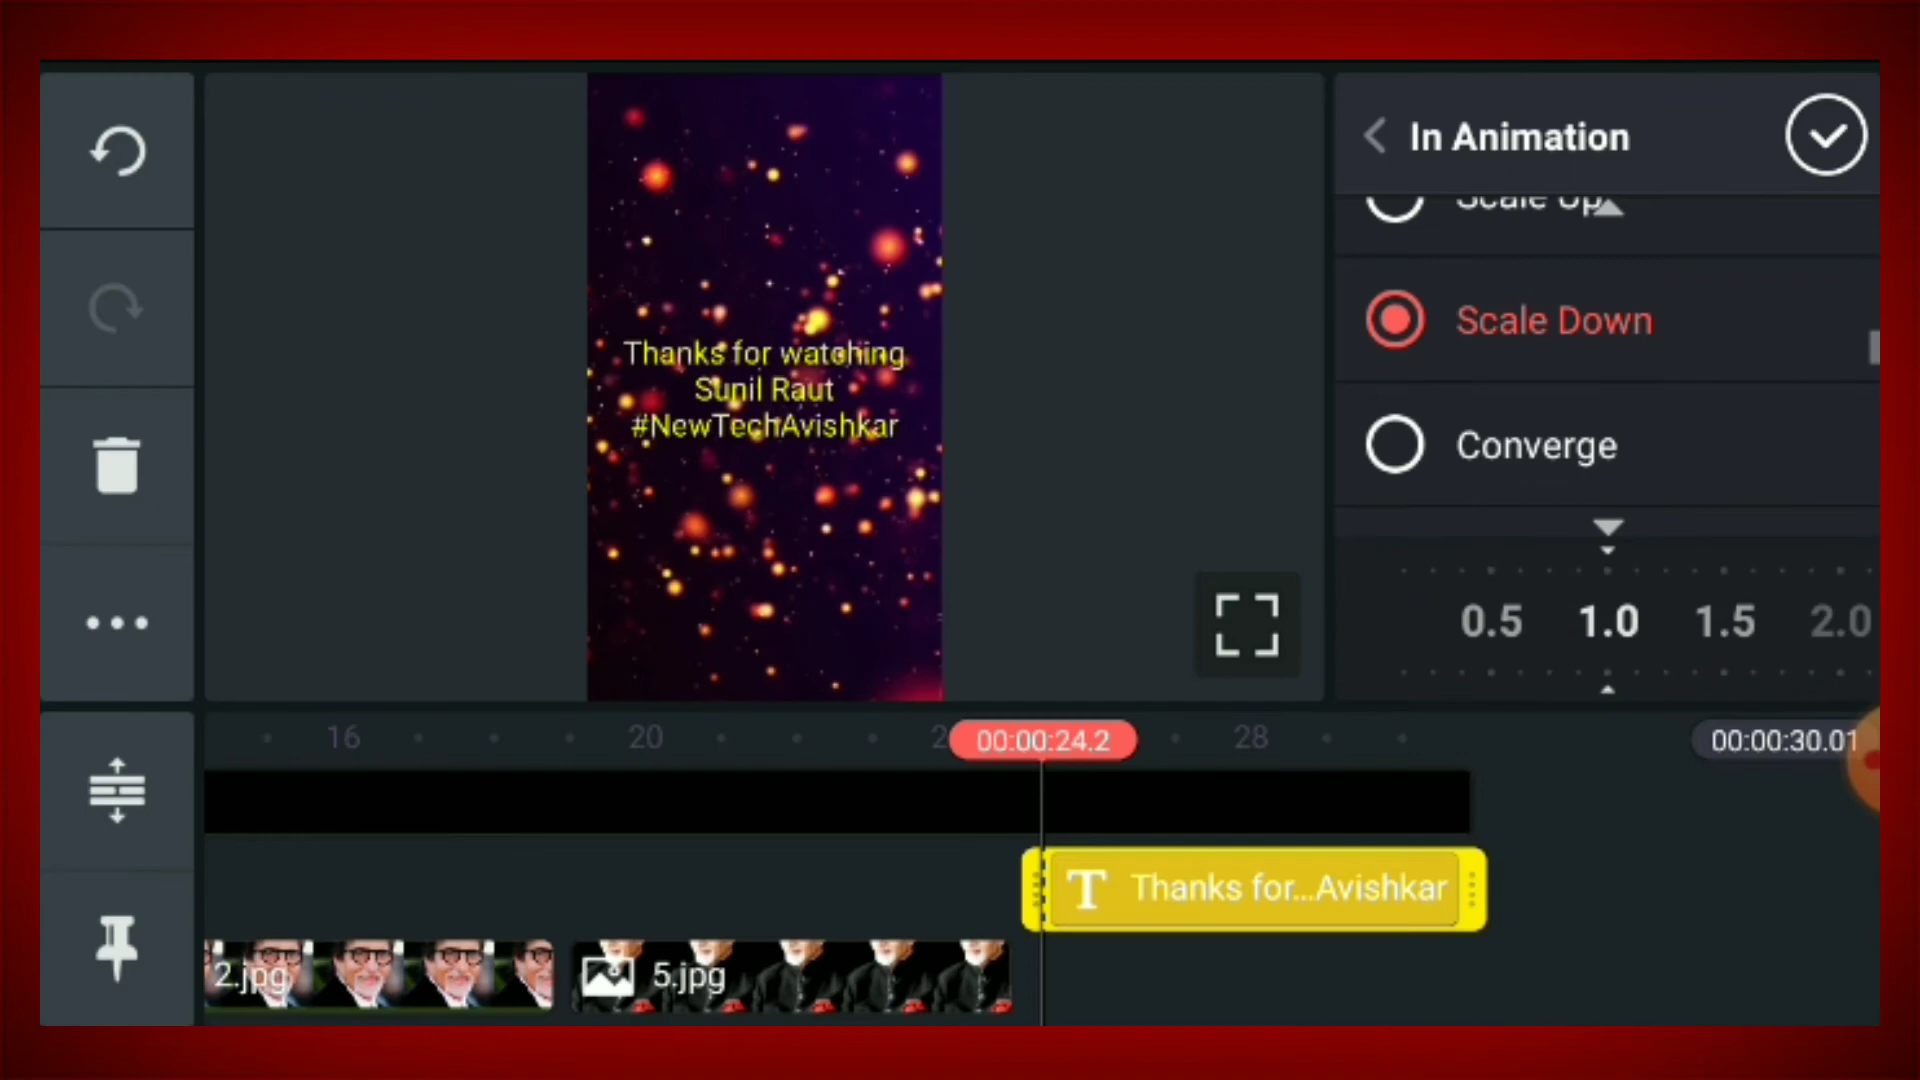 In Animation
Scale Up
Scale Down
Converge
0.5 1.0 1.5 2.0
Thanks for watching
Sunil Raut
#NewTechAvishkar
16 20 2 00:00:24.2 28 00:00:30.01
T Thanks for...Avishkar
2.jpg 5.jpg